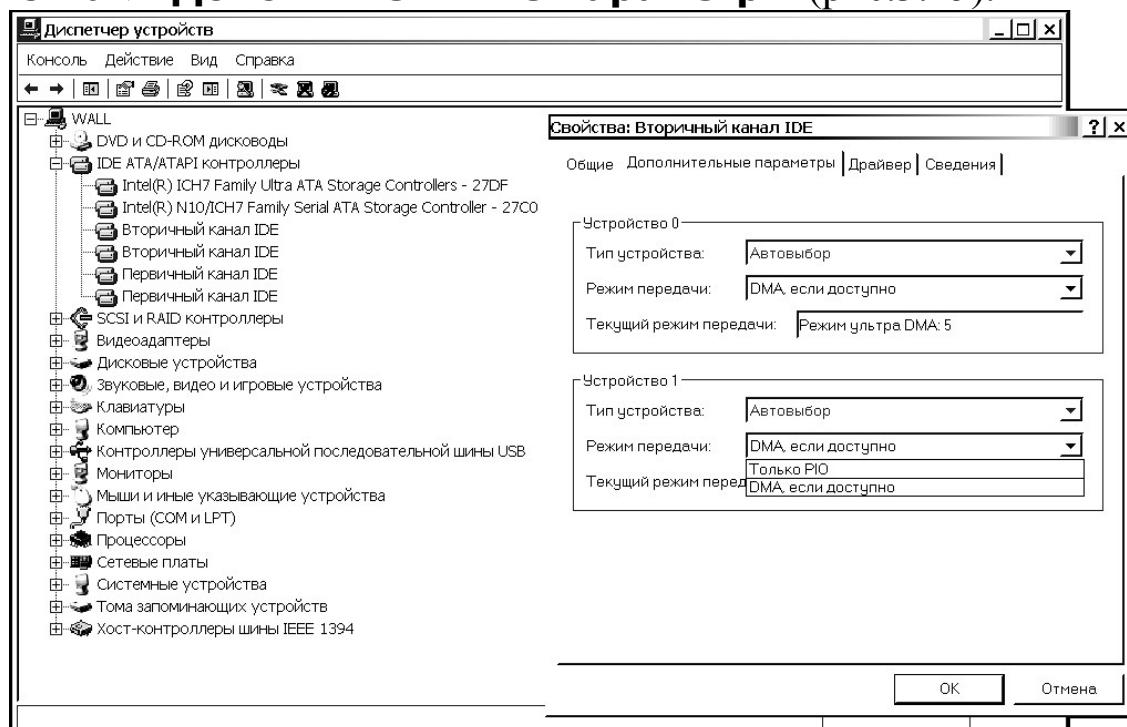 Диспетчер устройств
Консоль Действие Вид Справка
WALL
DVD и CD-ROM дисководы
IDE ATA/ATAPI контроллеры
Intel(R) ICH7 Family Ultra ATA Storage Controllers - 27DF
Intel(R) N10/ICH7 Family Serial ATA Storage Controller - 27C0
Вторичный канал IDE
Вторичный канал IDE
Первичный канал IDE
Первичный канал IDE
SCSI и RAID контроллеры
Видеоадаптеры
Дисковые устройства
Звуковые, видео и игровые устройства
Клавиатуры
Компьютер
Контроллеры универсальной последовательной шины USB
Мониторы
Мыши и иные указывающие устройства
Порты (COM и LPT)
Процессоры
Сетевые платы
Системные устройства
Тома запоминающих устройств
Хост-контроллеры шины IEEE 1394
Свойства: Вторичный канал IDE
Общие Дополнительные параметры Драйвер Сведения
Устройство 0
Тип устройства: Автовыбор
Режим передачи: DMA, если доступно
Текущий режим передачи: Режим ультра DMA: 5
Устройство 1
Тип устройства: Автовыбор
Режим передачи: DMA, если доступно
Только PIO
Текущий режим DMA, если доступно
OK Отмена